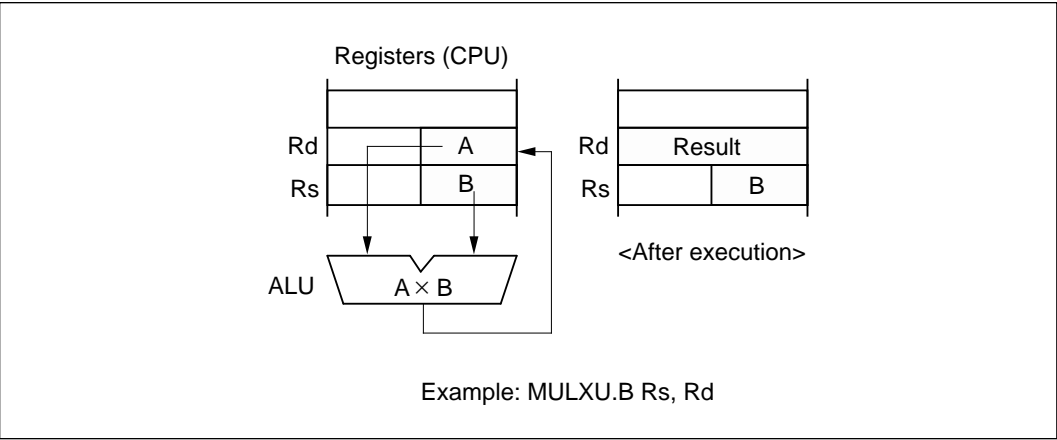 Registers (CPU)
Rd A Rd Result
Rs B Rs B
<After execution>
ALU A × B
Example: MULXU.B Rs, Rd